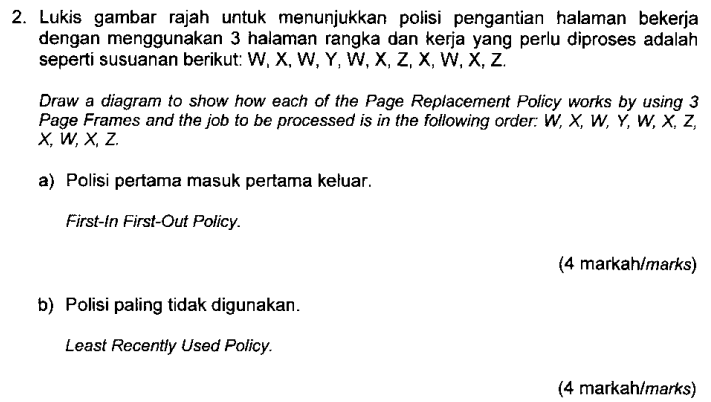 2. Lukis gambar rajah untuk menunjukkan polisi pengantian halaman bekerja
dengan menggunakan 3 halaman rangka dan kerja yang perlu diproses adalah
seperti susuanan berikut: W, X, W, Y, W, X, Z, X, W, X, Z.
Draw a diagram to show how each of the Page Replacement Policy works by using 3
Page Frames and the job to be processed is in the following order: W, X, W, Y, W, X, Z,
X, W, X, Z.
a) Polisi pertama masuk pertama keluar.
First-In First-Out Policy.
(4 markah/marks)
b) Polisi paling tidak digunakan.
Least Recently Used Policy.
(4 markah/marks)